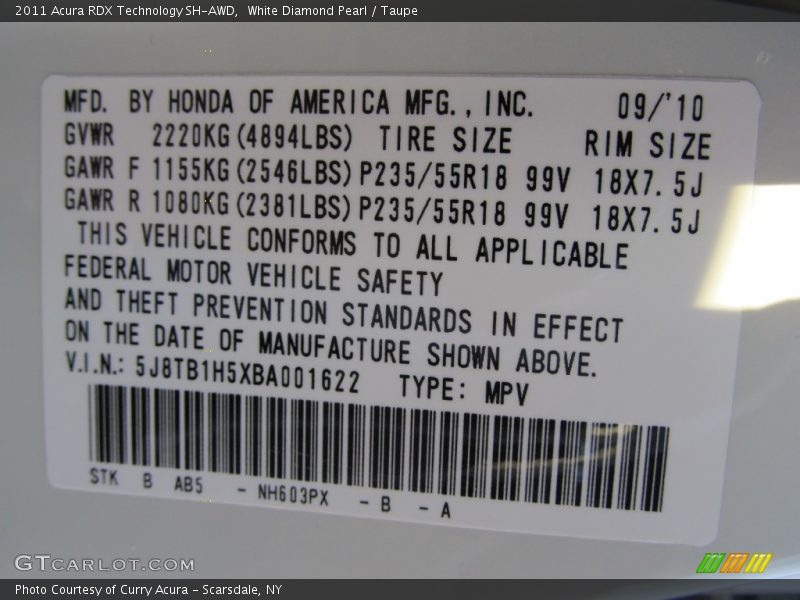 2011 Acura RDX Technology SH-AWD, White Diamond Pearl / Taupe
MFD. BY HONDA OF AMERICA MFG., INC. 09/'10
GVWR 2220KG(4894LBS) TIRE SIZE RIM SIZE
GAWR F 1155KG(2546LBS) P235/55R18 99V 18X7.5J
GAWR R 1080KG(2381LBS) P235/55R18 99V 18X7.5J
THIS VEHICLE CONFORMS TO ALL APPLICABLE
FEDERAL MOTOR VEHICLE SAFETY
AND THEFT PREVENTION STANDARDS IN EFFECT
ON THE DATE OF MANUFACTURE SHOWN ABOVE.
V.I.N.: 5J8TB1H5XBA001622 TYPE: MPV
STK B AB5 - NH603PX - B - A
GTCARLOT.COM
Photo Courtesy of Curry Acura - Scarsdale, NY